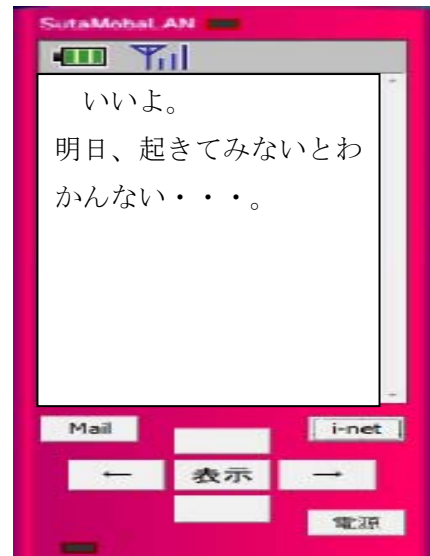 SutaMobaLAN
いいよ。
明日、起きてみないとわ
かんない・・・。
Mail
i-net
← 表示 →
電源